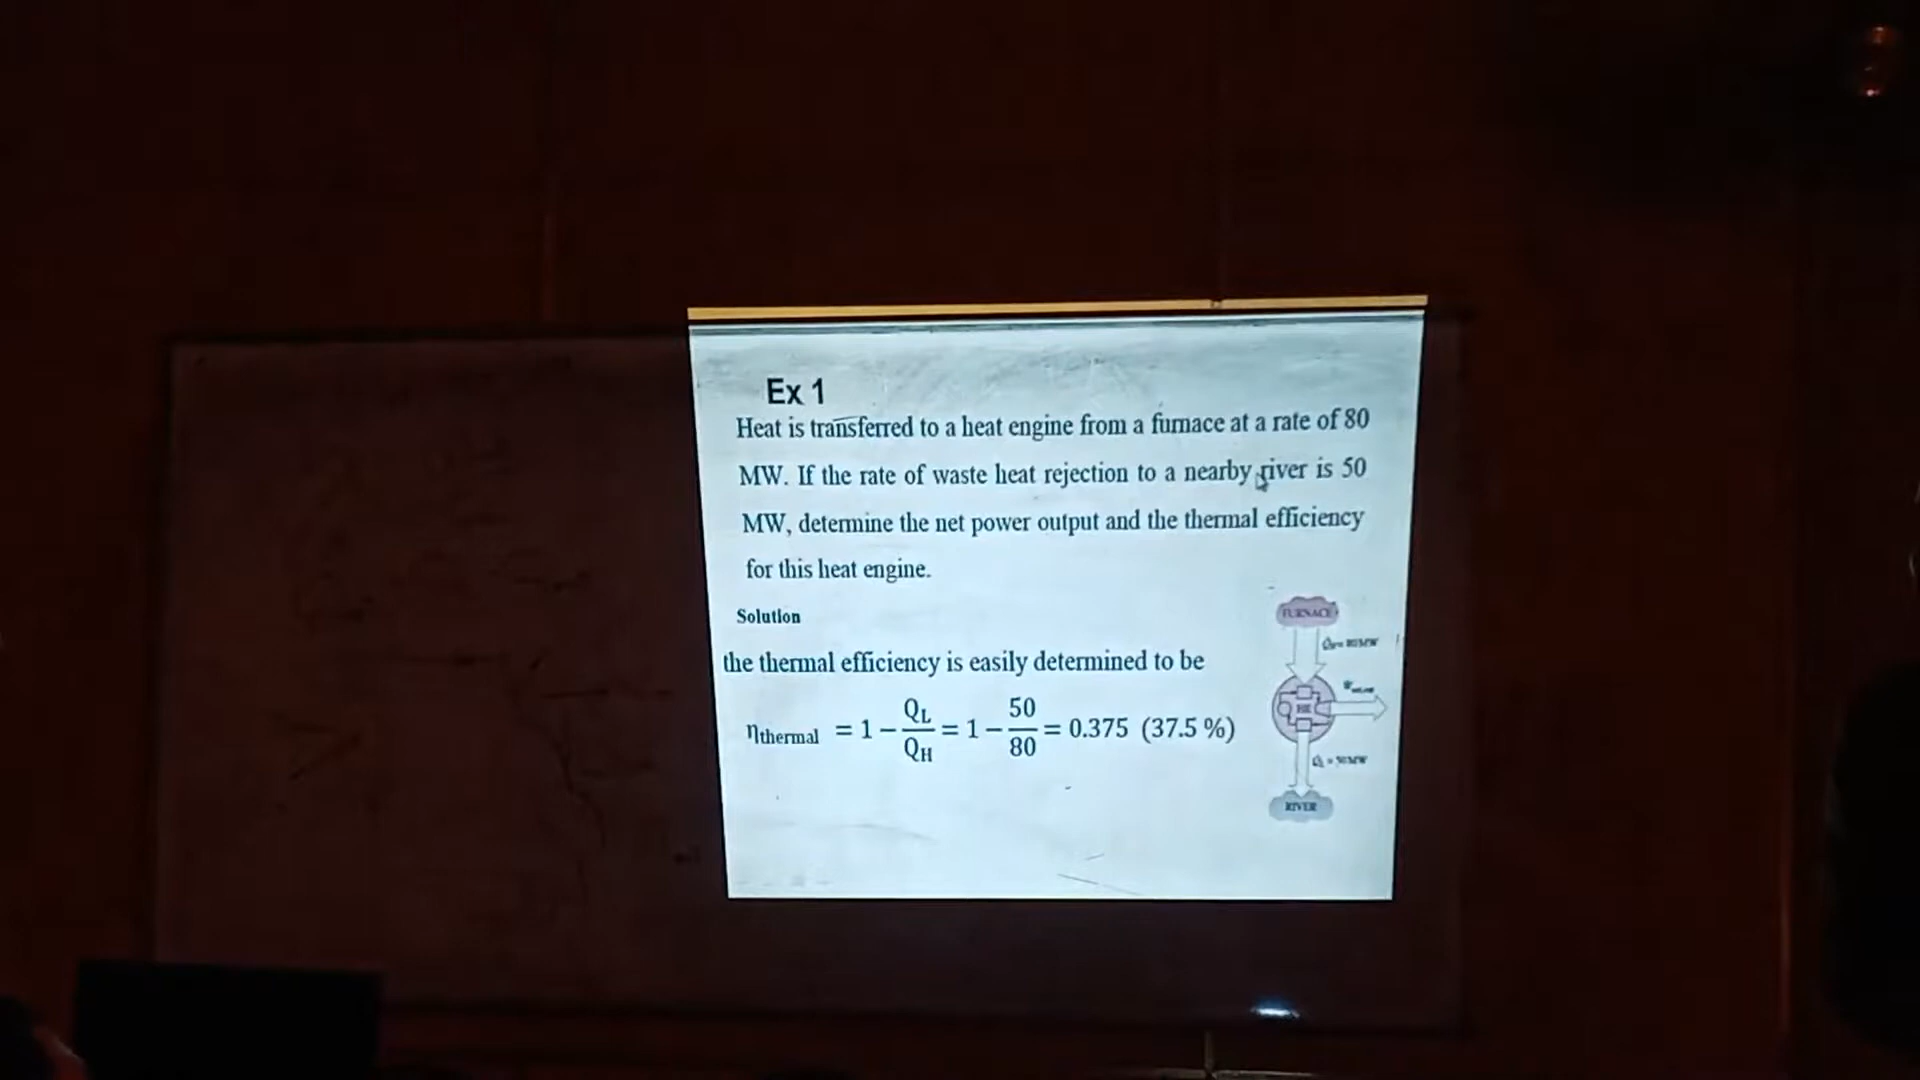 Ex 1
Heat is transferred to a heat engine from a furnace at a rate of 80
MW. If the rate of waste heat rejection to a nearby river is 50
MW, determine the net power output and the thermal efficiency
for this heat engine.
Solution
the thermal efficiency is easily determined to be
ηthermal = 1 − QL/QH = 1 − 50/80 = 0.375 (37.5 %)
FURNACE
HE
RIVER